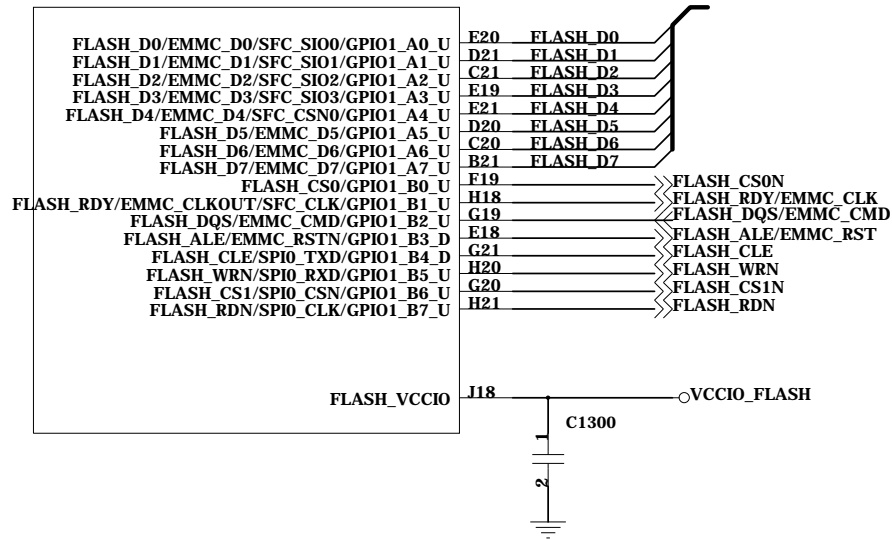 FLASH_D0/EMMC_D0/SFC_SIO0/GPIO1_A0_U E20 FLASH_D0
FLASH_D1/EMMC_D1/SFC_SIO1/GPIO1_A1_U D21 FLASH_D1
FLASH_D2/EMMC_D2/SFC_SIO2/GPIO1_A2_U C21 FLASH_D2
FLASH_D3/EMMC_D3/SFC_SIO3/GPIO1_A3_U E19 FLASH_D3
FLASH_D4/EMMC_D4/SFC_CSN0/GPIO1_A4_U E21 FLASH_D4
FLASH_D5/EMMC_D5/GPIO1_A5_U D20 FLASH_D5
FLASH_D6/EMMC_D6/GPIO1_A6_U C20 FLASH_D6
FLASH_D7/EMMC_D7/GPIO1_A7_U B21 FLASH_D7
FLASH_CS0/GPIO1_B0_U F19 FLASH_CS0N
FLASH_RDY/EMMC_CLKOUT/SFC_CLK/GPIO1_B1_U H18 FLASH_RDY/EMMC_CLK
FLASH_DQS/EMMC_CMD/GPIO1_B2_U G19 FLASH_DQS/EMMC_CMD
FLASH_ALE/EMMC_RSTN/GPIO1_B3_D E18 FLASH_ALE/EMMC_RST
FLASH_CLE/SPI0_TXD/GPIO1_B4_D G21 FLASH_CLE
FLASH_WRN/SPI0_RXD/GPIO1_B5_U H20 FLASH_WRN
FLASH_CS1/SPI0_CSN/GPIO1_B6_U G20 FLASH_CS1N
FLASH_RDN/SPI0_CLK/GPIO1_B7_U H21 FLASH_RDN
FLASH_VCCIO J18 VCCIO_FLASH
C1300
1
2